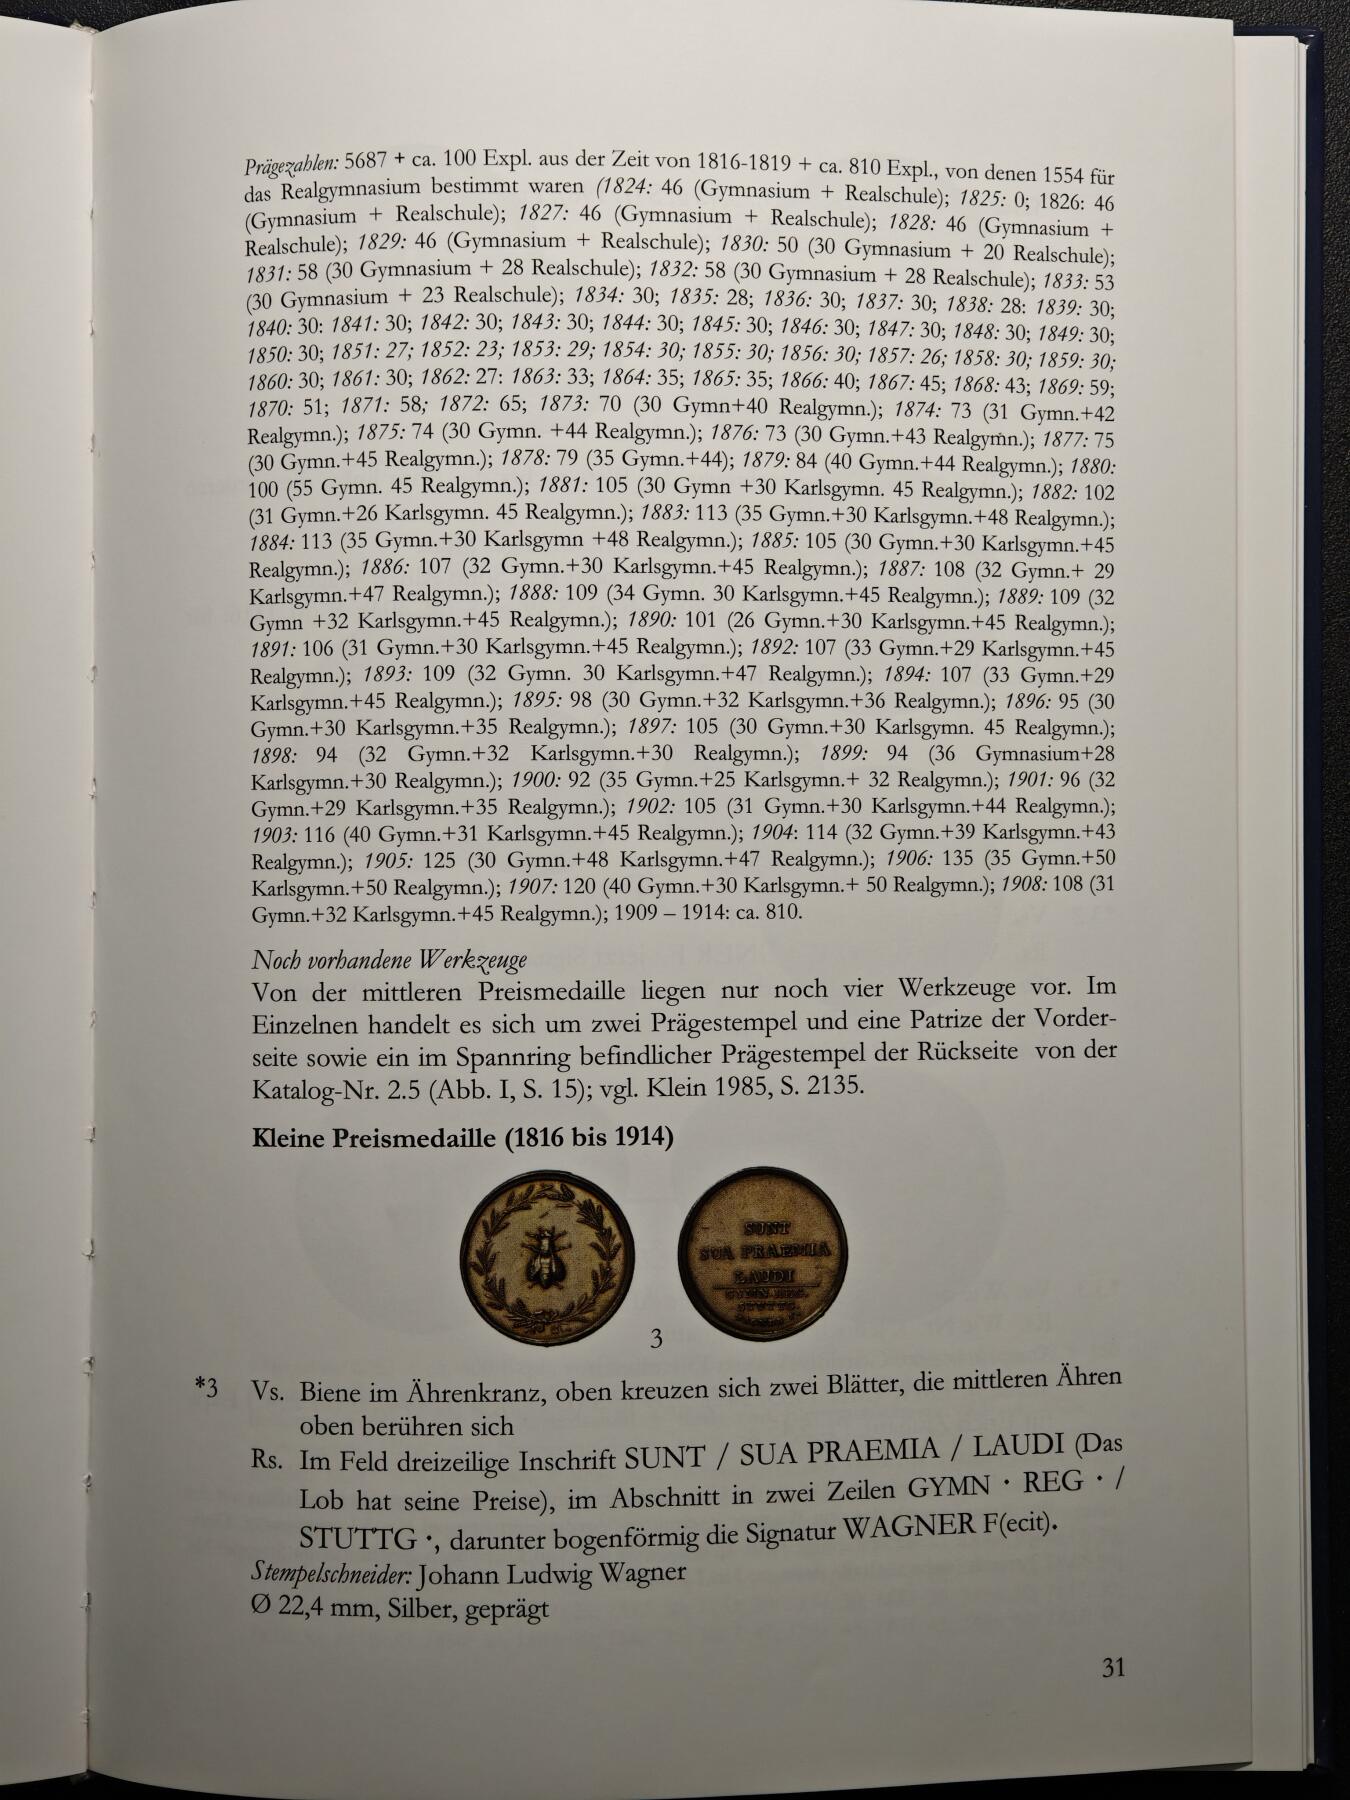 Prägezahlen: 5687 + ca. 100 Expl. aus der Zeit von 1816-1819 + ca. 810 Expl., von denen 1554 für
das Realgymnasium bestimmt waren (1824: 46 (Gymnasium + Realschule); 1825: 0; 1826: 46
(Gymnasium + Realschule); 1827: 46 (Gymnasium + Realschule); 1828: 46 (Gymnasium +
Realschule); 1829: 46 (Gymnasium + Realschule); 1830: 50 (30 Gymnasium + 20 Realschule);
1831: 58 (30 Gymnasium + 28 Realschule); 1832: 58 (30 Gymnasium + 28 Realschule); 1833: 53
(30 Gymnasium + 23 Realschule); 1834: 30; 1835: 28; 1836: 30; 1837: 30; 1838: 28: 1839: 30;
1840: 30: 1841: 30; 1842: 30; 1843: 30; 1844: 30; 1845: 30; 1846: 30; 1847: 30; 1848: 30; 1849: 30;
1850: 30; 1851: 27; 1852: 23; 1853: 29; 1854: 30; 1855: 30; 1856: 30; 1857: 26; 1858: 30; 1859: 30;
1860: 30; 1861: 30; 1862: 27: 1863: 33; 1864: 35; 1865: 35; 1866: 40; 1867: 45; 1868: 43; 1869: 59;
1870: 51; 1871: 58; 1872: 65; 1873: 70 (30 Gymn+40 Realgymn.); 1874: 73 (31 Gymn.+42
Realgymn.); 1875: 74 (30 Gymn. +44 Realgymn.); 1876: 73 (30 Gymn.+43 Realgymn.); 1877: 75
(30 Gymn.+45 Realgymn.); 1878: 79 (35 Gymn.+44); 1879: 84 (40 Gymn.+44 Realgymn.); 1880:
100 (55 Gymn. 45 Realgymn.); 1881: 105 (30 Gymn +30 Karlsgymn. 45 Realgymn.); 1882: 102
(31 Gymn.+26 Karlsgymn. 45 Realgymn.); 1883: 113 (35 Gymn.+30 Karlsgymn.+48 Realgymn.);
1884: 113 (35 Gymn.+30 Karlsgymn +48 Realgymn.); 1885: 105 (30 Gymn.+30 Karlsgymn.+45
Realgymn.); 1886: 107 (32 Gymn.+30 Karlsgymn.+45 Realgymn.); 1887: 108 (32 Gymn.+ 29
Karlsgymn.+47 Realgymn.); 1888: 109 (34 Gymn. 30 Karlsgymn.+45 Realgymn.); 1889: 109 (32
Gymn +32 Karlsgymn.+45 Realgymn.); 1890: 101 (26 Gymn.+30 Karlsgymn.+45 Realgymn.);
1891: 106 (31 Gymn.+30 Karlsgymn.+45 Realgymn.); 1892: 107 (33 Gymn.+29 Karlsgymn.+45
Realgymn.); 1893: 109 (32 Gymn. 30 Karlsgymn.+47 Realgymn.); 1894: 107 (33 Gymn.+29
Karlsgymn.+45 Realgymn.); 1895: 98 (30 Gymn.+32 Karlsgymn.+36 Realgymn.); 1896: 95 (30
Gymn.+30 Karlsgymn.+35 Realgymn.); 1897: 105 (30 Gymn.+30 Karlsgymn. 45 Realgymn.);
1898: 94 (32 Gymn.+32 Karlsgymn.+30 Realgymn.); 1899: 94 (36 Gymnasium+28
Karlsgymn.+30 Realgymn.); 1900: 92 (35 Gymn.+25 Karlsgymn.+ 32 Realgymn.); 1901: 96 (32
Gymn.+29 Karlsgymn.+35 Realgymn.); 1902: 105 (31 Gymn.+30 Karlsgymn.+44 Realgymn.);
1903: 116 (40 Gymn.+31 Karlsgymn.+45 Realgymn.); 1904: 114 (32 Gymn.+39 Karlsgymn.+43
Realgymn.); 1905: 125 (30 Gymn.+48 Karlsgymn.+47 Realgymn.); 1906: 135 (35 Gymn.+50
Karlsgymn.+50 Realgymn.); 1907: 120 (40 Gymn.+30 Karlsgymn.+ 50 Realgymn.); 1908: 108 (31
Gymn.+32 Karlsgymn.+45 Realgymn.); 1909 – 1914: ca. 810.
Noch vorhandene Werkzeuge
Von der mittleren Preismedaille liegen nur noch vier Werkzeuge vor. Im
Einzelnen handelt es sich um zwei Prägestempel und eine Patrize der Vorder-
seite sowie ein im Spannring befindlicher Prägestempel der Rückseite von der
Katalog-Nr. 2.5 (Abb. I, S. 15); vgl. Klein 1985, S. 2135.
Kleine Preismedaille (1816 bis 1914)
SUNT
SUA PRAEMIA
LAUDI
GYMN. REG.
STUTTG.
3
*3 Vs. Biene im Ährenkranz, oben kreuzen sich zwei Blätter, die mittleren Ähren
oben berühren sich
Rs. Im Feld dreizeilige Inschrift SUNT / SUA PRAEMIA / LAUDI (Das
Lob hat seine Preise), im Abschnitt in zwei Zeilen GYMN · REG · /
STUTTG ·, darunter bogenförmig die Signatur WAGNER F(ecit).
Stempelschneider: Johann Ludwig Wagner
Ø 22,4 mm, Silber, geprägt
31